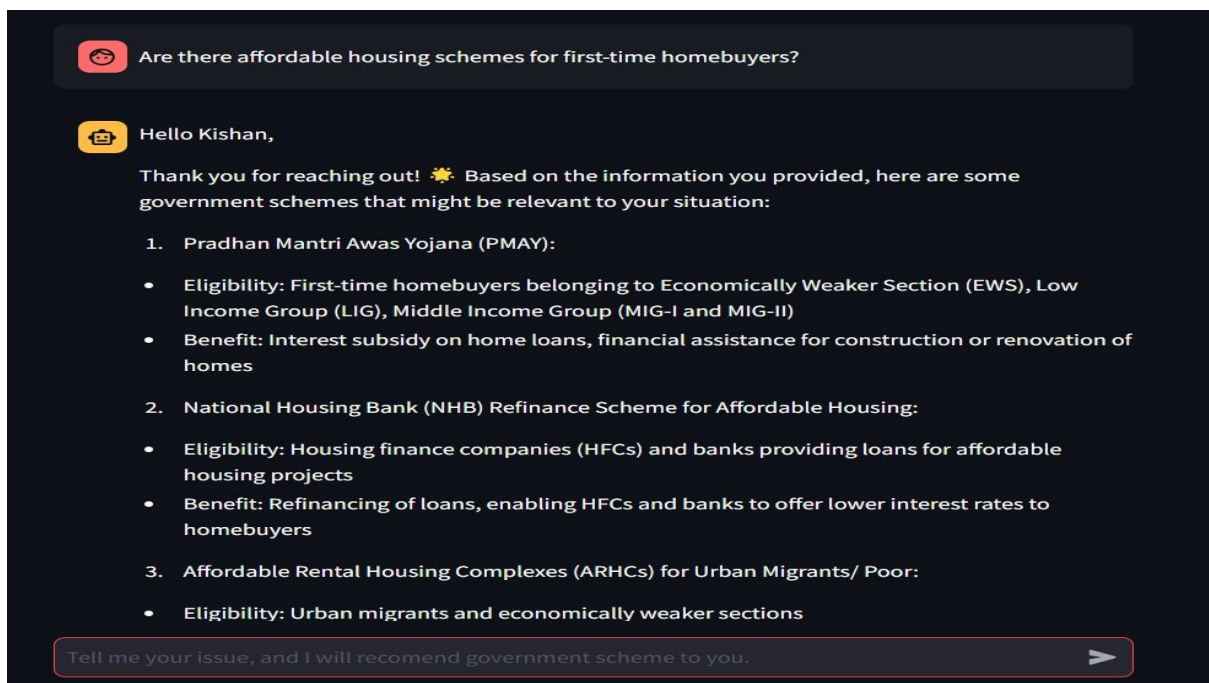 Are there affordable housing schemes for first-time homebuyers?
Hello Kishan,
Thank you for reaching out! 🌟 Based on the information you provided, here are some
government schemes that might be relevant to your situation:
1. Pradhan Mantri Awas Yojana (PMAY):
• Eligibility: First-time homebuyers belonging to Economically Weaker Section (EWS), Low
Income Group (LIG), Middle Income Group (MIG-I and MIG-II)
• Benefit: Interest subsidy on home loans, financial assistance for construction or renovation of
homes
2. National Housing Bank (NHB) Refinance Scheme for Affordable Housing:
• Eligibility: Housing finance companies (HFCs) and banks providing loans for affordable
housing projects
• Benefit: Refinancing of loans, enabling HFCs and banks to offer lower interest rates to
homebuyers
3. Affordable Rental Housing Complexes (ARHCs) for Urban Migrants/ Poor:
• Eligibility: Urban migrants and economically weaker sections
Tell me your issue, and I will recomend government scheme to you.